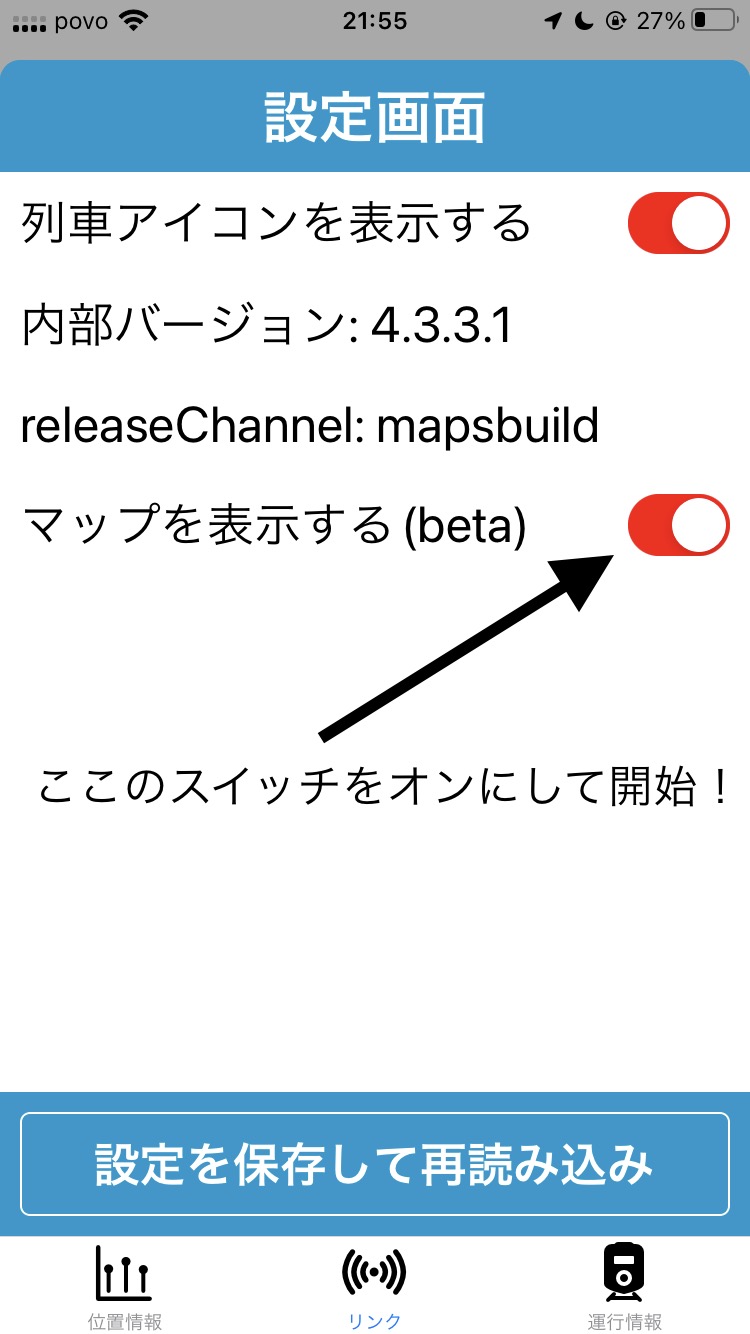 povo 21:55 27%
設定画面
列車アイコンを表示する
内部バージョン: 4.3.3.1
releaseChannel: mapsbuild
マップを表示する(beta)
ここのスイッチをオンにして開始！
設定を保存して再読み込み
位置情報 リンク 運行情報